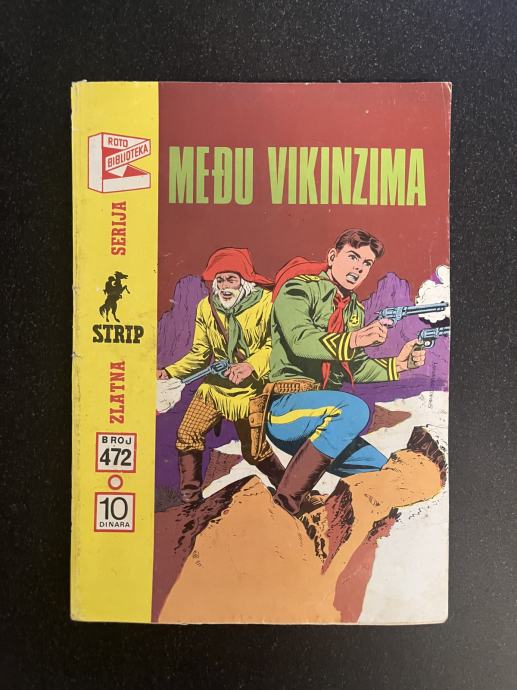 ROTO
BIBLIOTEKA
MEĐU VIKINZIMA
ZLATNA SERIJA
STRIP
BROJ
472
10
DINARA